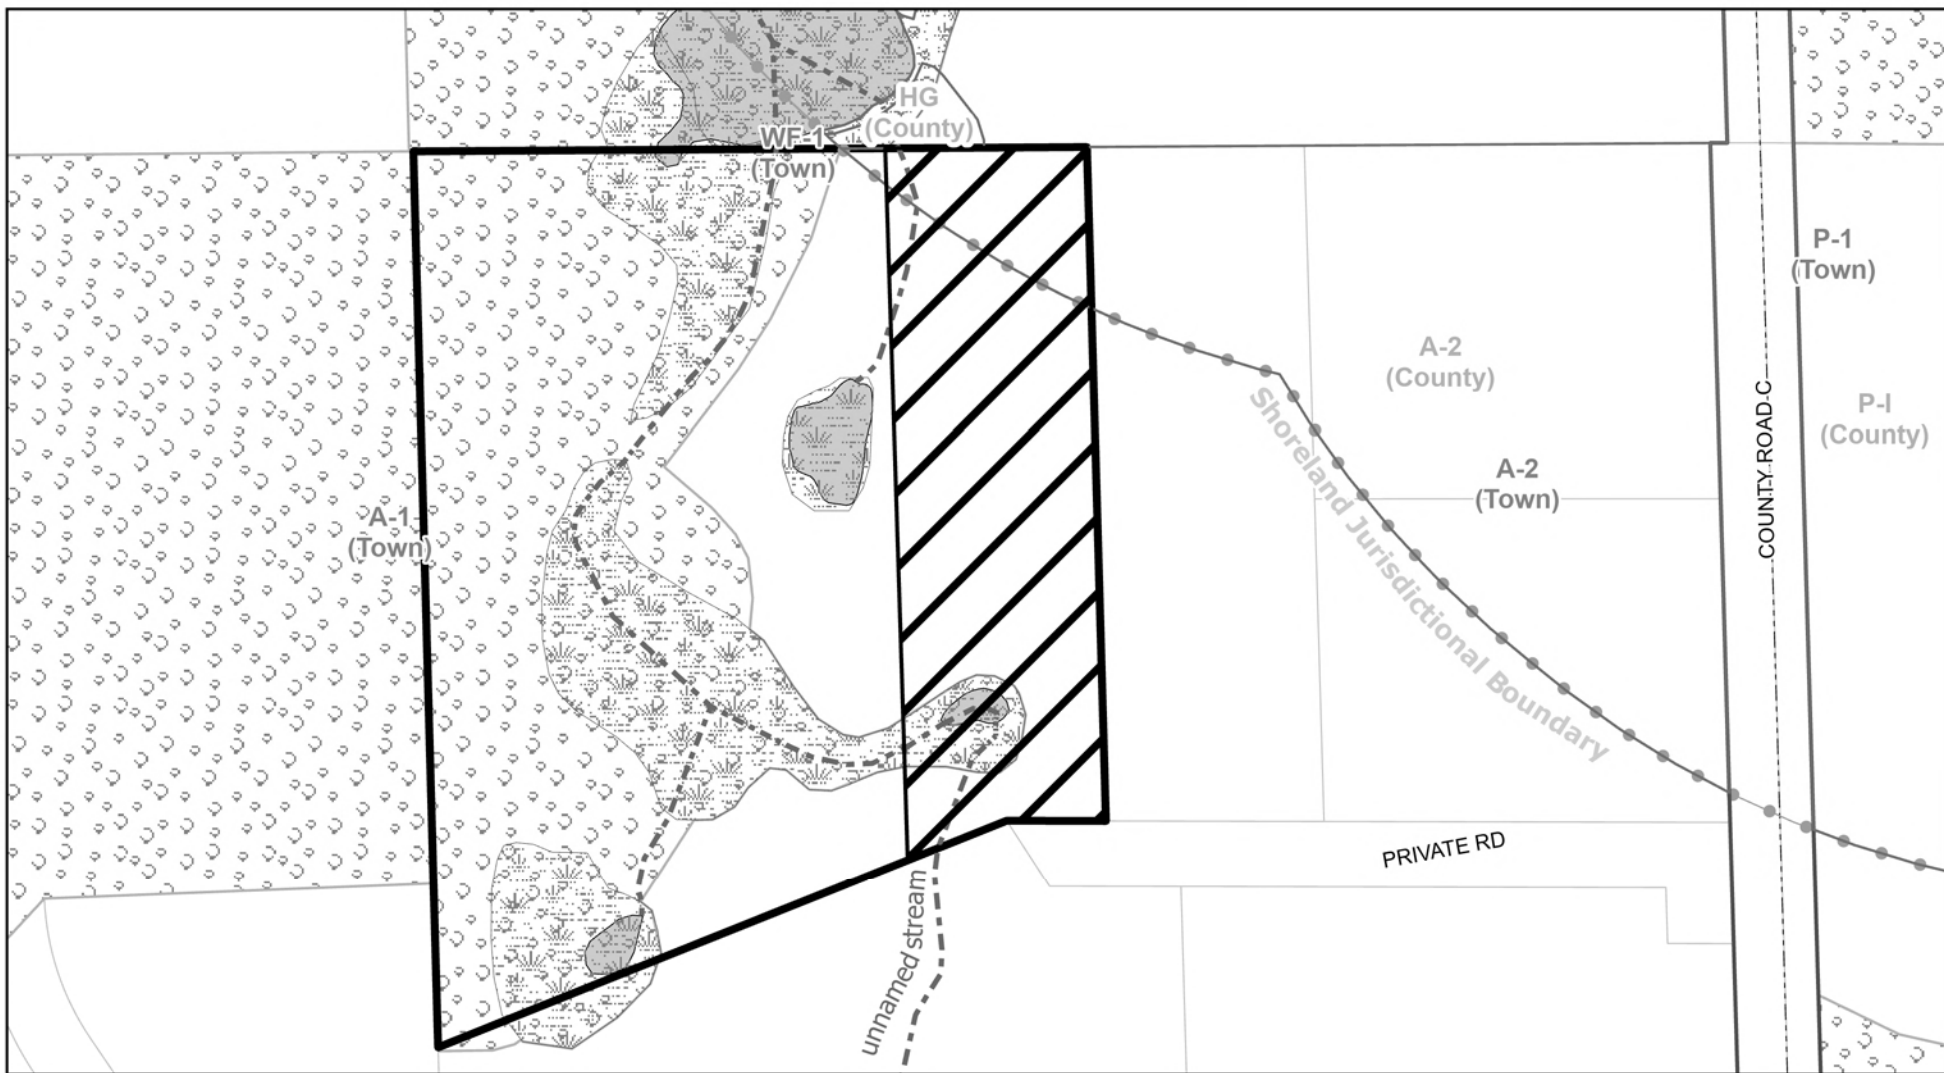 HG
(County)
WF-1
(Town)
P-1
(Town)
A-2
(County)
P-I
(County)
A-2
(Town)
A-1
(Town)
COUNTY ROAD C
Shoreland Jurisdictional Boundary
PRIVATE RD
unnamed stream